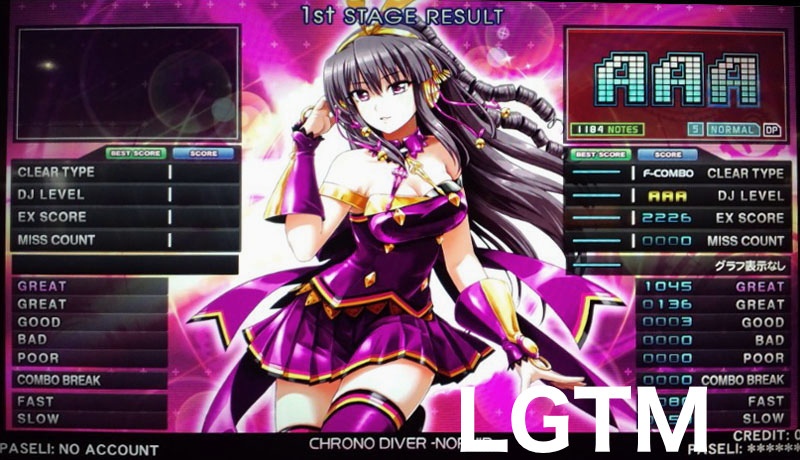 1st STAGE RESULT
AAA
1184 NOTES
5 NORMAL DP
BEST SCORE SCORE
CLEAR TYPE
DJ LEVEL
EX SCORE
MISS COUNT
GREAT
GREAT
GOOD
BAD
POOR
COMBO BREAK
FAST
SLOW
BEST SCORE SCORE
F-COMBO CLEAR TYPE
AAA DJ LEVEL
2226 EX SCORE
0000 MISS COUNT
グラフ表示なし
1045 GREAT
0136 GREAT
0003 GOOD
0000 BAD
0000 POOR
0000 COMBO BREAK
FAST
SLOW
PASELI: NO ACCOUNT
CHRONO DIVER
LGTM
CREDIT: 0
PASELI: ******